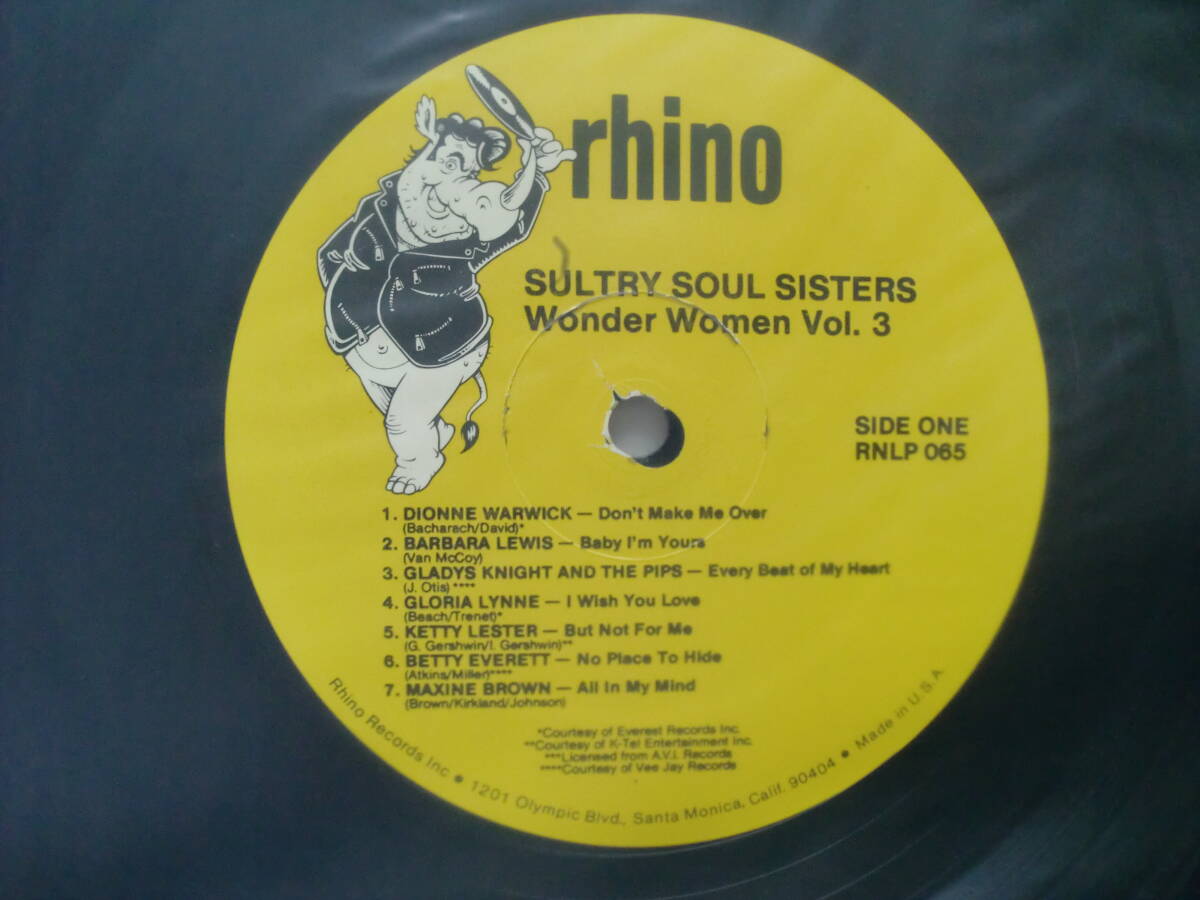 rhino
SULTRY SOUL SISTERS
Wonder Women Vol. 3
SIDE ONE
RNLP 065
1. DIONNE WARWICK — Don't Make Me Over
(Bacharach/David)*
2. BARBARA LEWIS — Baby I'm Yours
(Van McCoy)
3. GLADYS KNIGHT AND THE PIPS — Every Beat of My Heart
(J. Otis) ****
4. GLORIA LYNNE — I Wish You Love
(Beach/Trenet)*
5. KETTY LESTER — But Not For Me
(G. Gershwin/I. Gershwin)**
6. BETTY EVERETT — No Place To Hide
(Atkins/Miller)****
7. MAXINE BROWN — All In My Mind
(Brown/Kirkland/Johnson)
*Courtesy of Everest Records Inc.
**Courtesy of K-Tel Entertainment Inc.
***Licensed from A.V.I. Records
****Courtesy of Vee Jay Records
Rhino Records Inc • 1201 Olympic Blvd., Santa Monica, Calif. 90404 • Made in U.S.A.